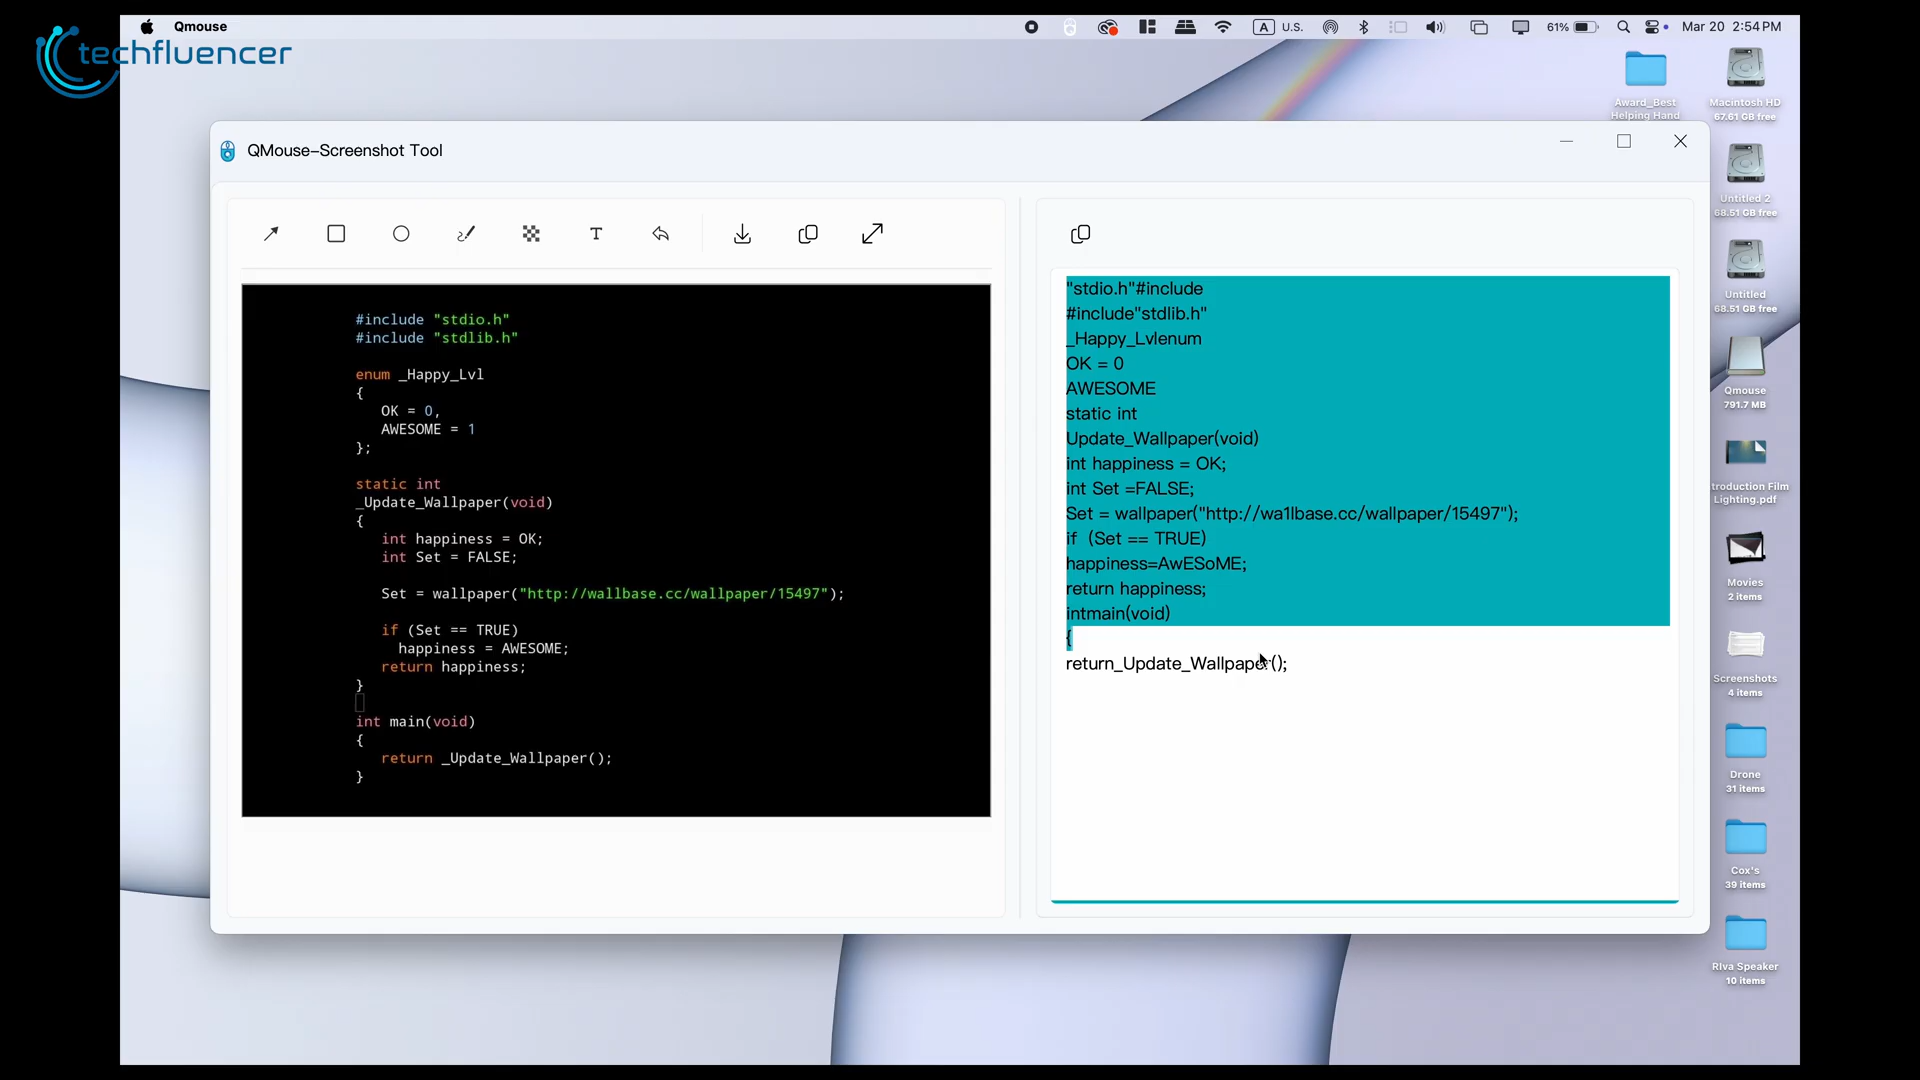 Qmouse
U.S.
61%
Mar 20 2:54 PM
techfluencer
Award_Best
Helping Hand
Macintosh HD
67.61 GB free
Untitled 2
68.51 GB free
Untitled
68.51 GB free
Qmouse
791.7 MB
troduction Film
Lighting.pdf
Movies
2 items
Screenshots
4 items
Drone
31 items
Cox's
39 items
RIva Speaker
10 items
QMouse–Screenshot Tool
#include "stdio.h"
#include "stdlib.h"
enum _Happy_Lvl
{
OK = 0,
AWESOME = 1
};
static int
_Update_Wallpaper(void)
{
int happiness = OK;
int Set = FALSE;
Set = wallpaper("http://wallbase.cc/wallpaper/15497");
if (Set == TRUE)
happiness = AWESOME;
return happiness;
}
int main(void)
{
return _Update_Wallpaper();
}
"stdio.h"#include
#include"stdlib.h"
_Happy_Lvlenum
OK = 0
AWESOME
static int
Update_Wallpaper(void)
int happiness = OK;
int Set =FALSE;
Set = wallpaper("http://wa1lbase.cc/wallpaper/15497");
if (Set == TRUE)
happiness=AwESoME;
return happiness;
intmain(void)
{
return_Update_Wallpaper();